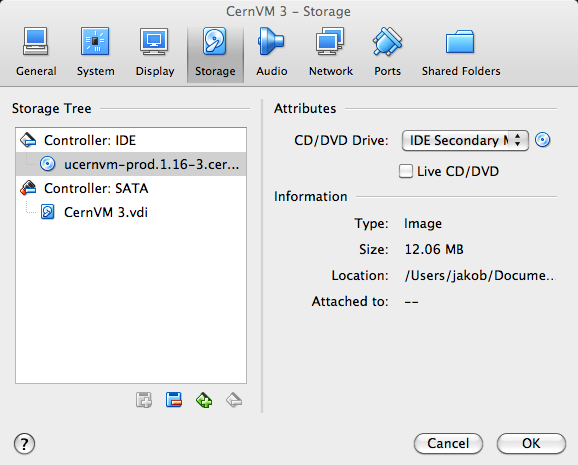 CernVM 3 – Storage
General System Display Storage Audio Network Ports Shared Folders
Storage Tree
Controller: IDE
ucernvm-prod.1.16-3.cer...
Controller: SATA
CernVM 3.vdi
Attributes
CD/DVD Drive: IDE Secondary M
Live CD/DVD
Information
Type: Image
Size: 12.06 MB
Location: /Users/jakob/Docume...
Attached to: --
? Cancel OK